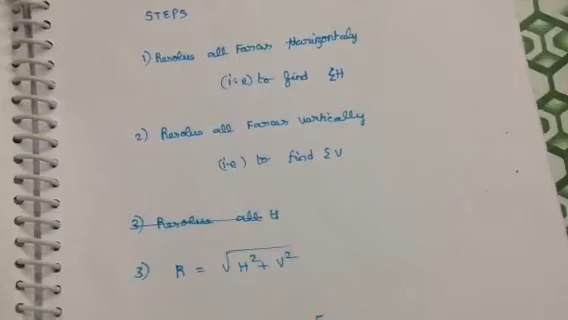 STEPS
1) Resolve all Forces Horizontally
(i.e) to find ΣH
2) Resolve all Forces vertically
(i.e) to find ΣV
3) Resolve all H
3) R = √H²+V²